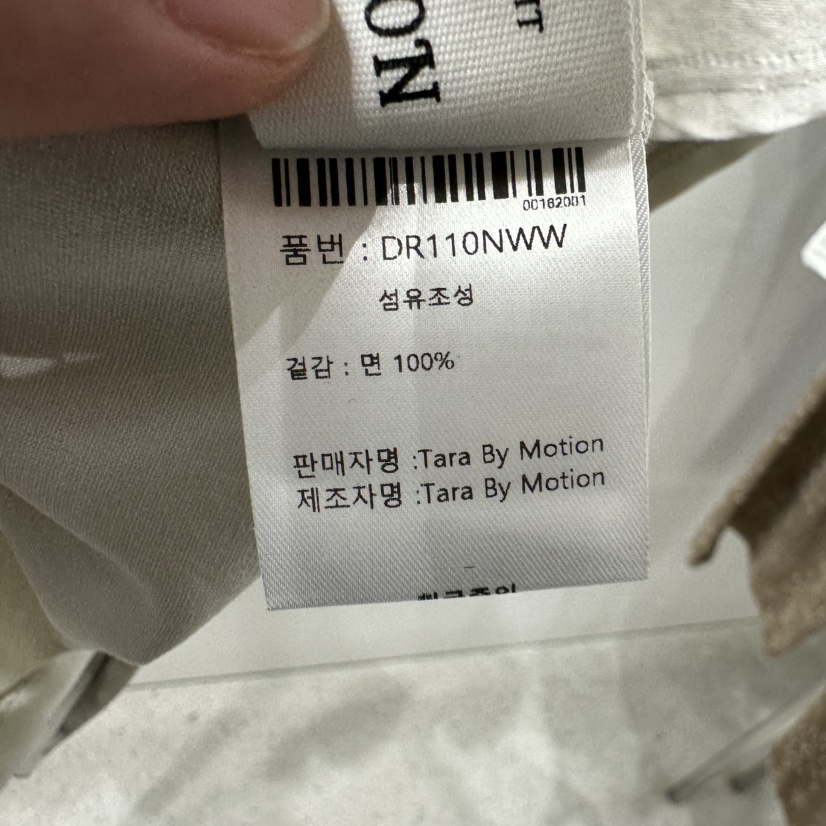 00162001
품번 : DR110NWW
섬유조성
겉감 : 면 100%
판매자명 :Tara By Motion
제조자명 :Tara By Motion